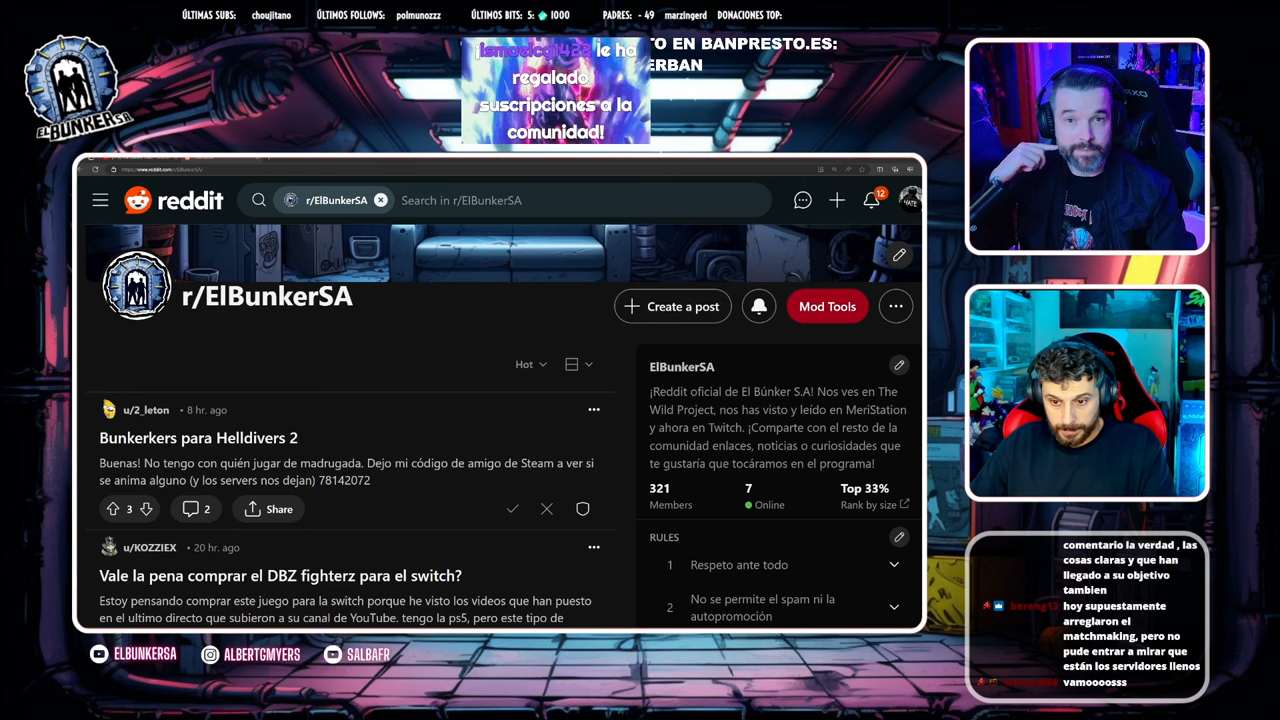 ÚLTIMAS SUBS: choujitano ÚLTIMOS FOLLOWS: polmunozzz ÚLTIMOS BITS: 5: 1000 PADRES: - 49 marzingerd DONACIONES TOP:
ELBUNKERSA
le ha
regalado
suscripciones a la
comunidad!
TO EN BANPRESTO.ES:
ERBAN
reddit
r/ElBunkerSA
Search in r/ElBunkerSA
12
r/ElBunkerSA
Create a post
Mod Tools
Hot
u/2_leton • 8 hr. ago
Bunkerkers para Helldivers 2
Buenas! No tengo con quién jugar de madrugada. Dejo mi código de amigo de Steam a ver si
se anima alguno (y los servers nos dejan) 78142072
3
2
Share
u/KOZZIEX • 20 hr. ago
Vale la pena comprar el DBZ fighterz para el switch?
Estoy pensando comprar este juego para la switch porque he visto los videos que han puesto
en el ultimo directo que subieron a su canal de YouTube. tengo la ps5, pero este tipo de
ElBunkerSA
¡Reddit oficial de El Búnker S.A! Nos ves en The
Wild Project, nos has visto y leído en MeriStation
y ahora en Twitch. ¡Comparte con el resto de la
comunidad enlaces, noticias o curiosidades que
te gustaría que tocáramos en el programa!
321 7 Top 33%
Members Online Rank by size
RULES
1 Respeto ante todo
2 No se permite el spam ni la
autopromoción
ELBUNKERSA
ALBERTGMYERS
SALBAFR
comentario la verdad , las
cosas claras y que han
llegado a su objetivo
tambien
bereng13 hoy supuestamente
arreglaron el
matchmaking, pero no
pude entrar a mirar que
están los servidores llenos
vamoooosss